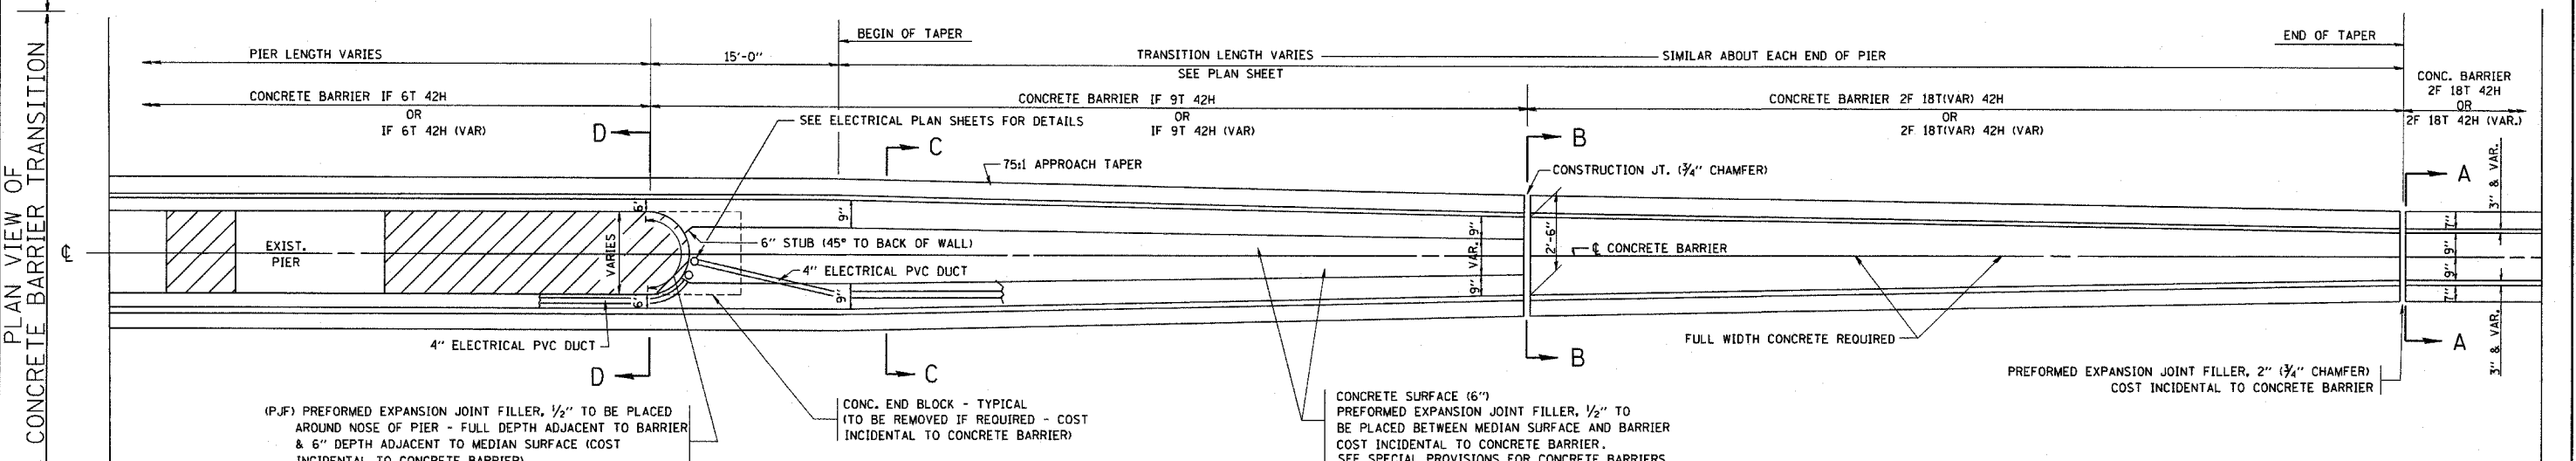 PLAN VIEW OF
CONCRETE BARRIER TRANSITION
BEGIN OF TAPER
END OF TAPER
PIER LENGTH VARIES
15'-0"
TRANSITION LENGTH VARIES
SIMILAR ABOUT EACH END OF PIER
SEE PLAN SHEET
CONC. BARRIER
2F 18T 42H
OR
2F 18T 42H (VAR.)
CONCRETE BARRIER IF 6T 42H
OR
IF 6T 42H (VAR)
CONCRETE BARRIER IF 9T 42H
OR
IF 9T 42H (VAR)
CONCRETE BARRIER 2F 18T(VAR) 42H
OR
2F 18T(VAR) 42H (VAR)
SEE ELECTRICAL PLAN SHEETS FOR DETAILS
D
C
B
A
75:1 APPROACH TAPER
CONSTRUCTION JT. (3/4" CHAMFER)
3" & VAR.
6"
9"
VAR. 9"
2'-6"
7"
9"
9"
7"
EXIST.
PIER
VARIES
6" STUB (45° TO BACK OF WALL)
4" ELECTRICAL PVC DUCT
℄
℄ CONCRETE BARRIER
6"
9"
9"
3" & VAR.
4" ELECTRICAL PVC DUCT
FULL WIDTH CONCRETE REQUIRED
D
C
B
A
PREFORMED EXPANSION JOINT FILLER, 2" (3/4" CHAMFER)
COST INCIDENTAL TO CONCRETE BARRIER
(PJF) PREFORMED EXPANSION JOINT FILLER, 1/2" TO BE PLACED
AROUND NOSE OF PIER - FULL DEPTH ADJACENT TO BARRIER
& 6" DEPTH ADJACENT TO MEDIAN SURFACE (COST
INCIDENTAL TO CONCRETE BARRIER)
CONC. END BLOCK - TYPICAL
(TO BE REMOVED IF REQUIRED - COST
INCIDENTAL TO CONCRETE BARRIER)
CONCRETE SURFACE (6")
PREFORMED EXPANSION JOINT FILLER, 1/2" TO
BE PLACED BETWEEN MEDIAN SURFACE AND BARRIER
COST INCIDENTAL TO CONCRETE BARRIER.
SEE SPECIAL PROVISIONS FOR CONCRETE BARRIERS